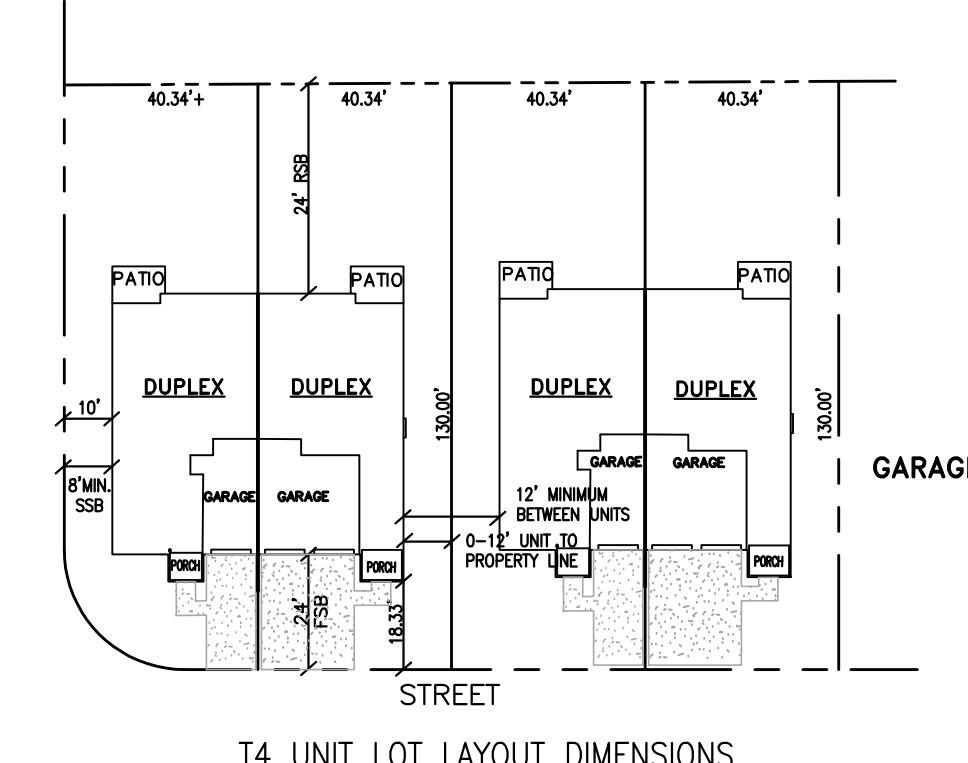 40.34'+
40.34'
40.34'
40.34'
24' RSB
PATIO
PATIO
PATIO
PATIO
DUPLEX
DUPLEX
DUPLEX
DUPLEX
10'
130.00'
130.00'
8'MIN.
SSB
GARAGE
GARAGE
GARAGE
GARAGE
GARAGE
12' MINIMUM
BETWEEN UNITS
0-12' UNIT TO
PROPERTY LINE
PORCH
PORCH
PORCH
24'
FSB
18.33'
STREET
T4 UNIT LOT LAYOUT DIMENSIONS